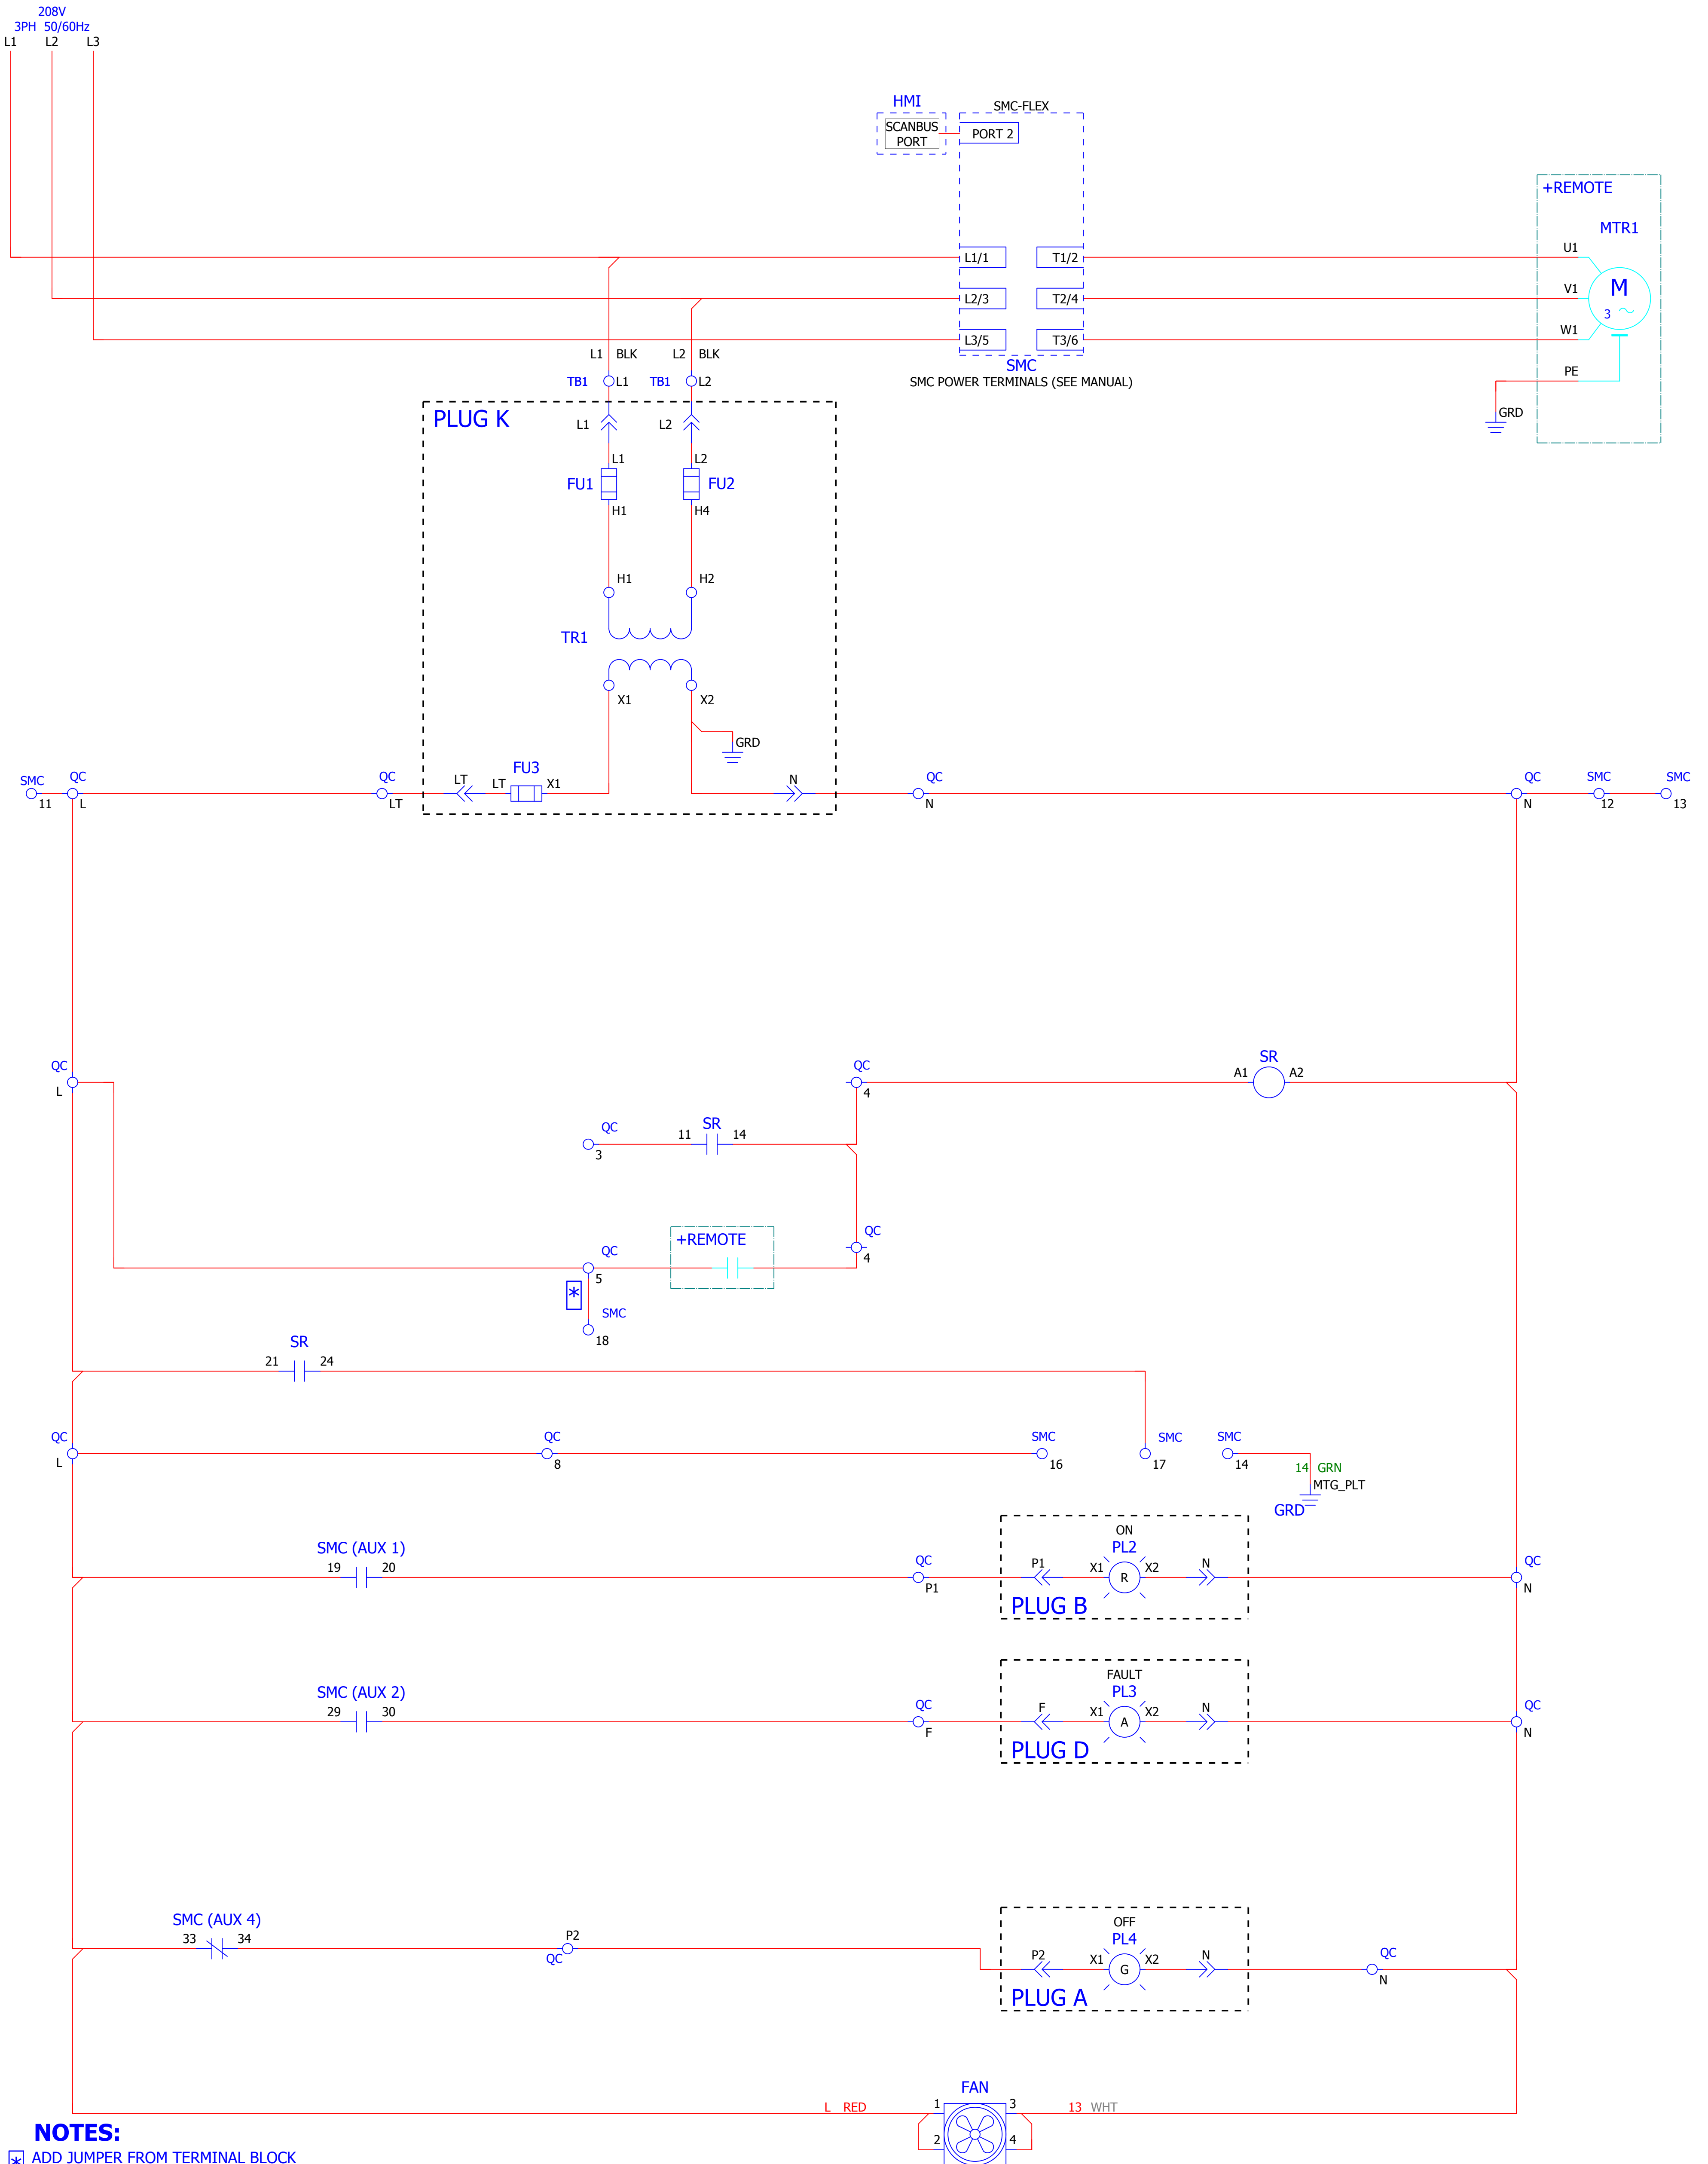 208V
3PH 50/60Hz
L1 L2 L3
HMI
SCANBUS
PORT
SMC-FLEX
PORT 2
+REMOTE
MTR1
L1/1 T1/2 U1
L2/3 T2/4 V1
M
3
L3/5 T3/6 W1
L1 BLK L2 BLK
SMC
SMC POWER TERMINALS (SEE MANUAL)
PE
GRD
TB1 L1 TB1 L2
PLUG K
L1 L2
L1 L2
FU1 FU2
H1 H4
H1 H2
TR1
X1 X2
GRD
SMC QC QC LT LT FU3 X1 N QC QC SMC SMC
11 L LT N N 12 13
QC QC SR
L 4 A1 A2
QC SR
3 11 14
+REMOTE
QC QC
5 4
*
SMC
18
SR
21 24
QC QC SMC SMC SMC
L 8 16 17 14
14 GRN
MTG_PLT
GRD
ON
SMC (AUX 1) PL2
19 20 QC P1 X1 X2 N QC
P1 R N
PLUG B
FAULT
SMC (AUX 2) PL3
29 30 QC F X1 X2 N QC
F A N
PLUG D
OFF
SMC (AUX 4) PL4
33 34 P2 P2 X1 X2 N QC
QC G N
PLUG A
FAN
L RED 1 3 13 WHT
2 4
NOTES:
* ADD JUMPER FROM TERMINAL BLOCK